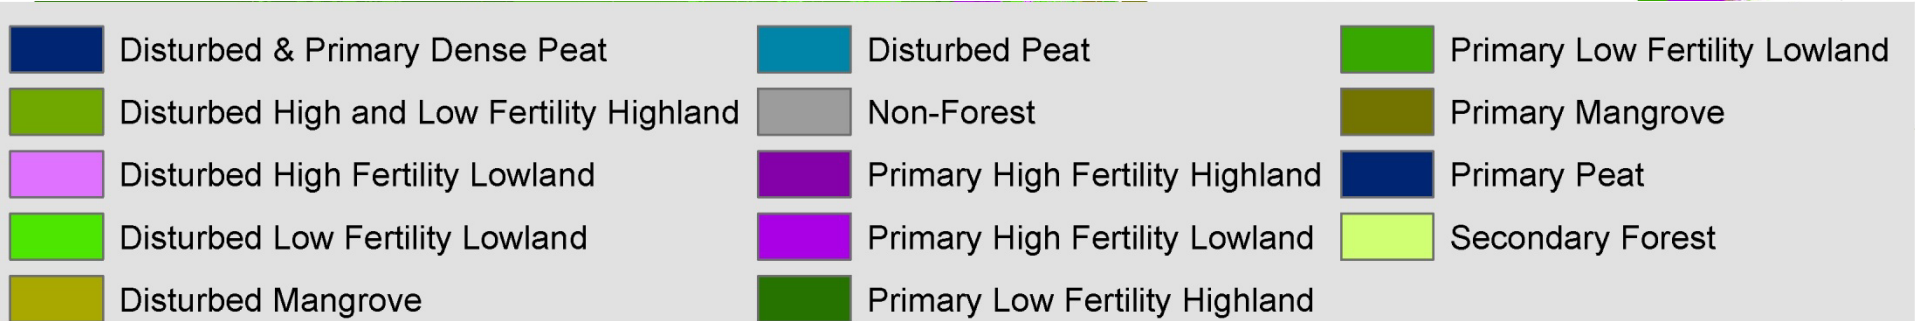 Disturbed & Primary Dense Peat
Disturbed High and Low Fertility Highland
Disturbed High Fertility Lowland
Disturbed Low Fertility Lowland
Disturbed Mangrove
Disturbed Peat
Non-Forest
Primary High Fertility Highland
Primary High Fertility Lowland
Primary Low Fertility Highland
Primary Low Fertility Lowland
Primary Mangrove
Primary Peat
Secondary Forest